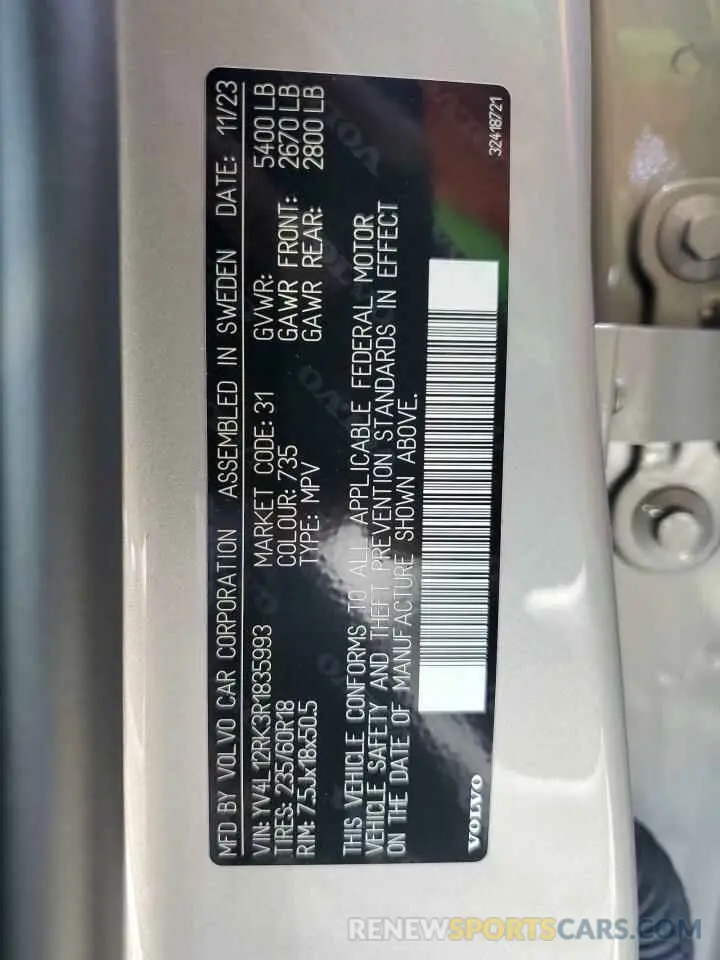 MFD BY VOLVO CAR CORPORATION ASSEMBLED IN SWEDEN DATE: 11/23
VIN: YV4L12RK3R1835993 MARKET CODE: 31 GVWR: 5400 LB
TIRES: 235/60R18 COLOUR: 735 GAWR FRONT: 2670 LB
RIM: 7.5Jx18x50.5 TYPE: MPV GAWR REAR: 2800 LB
THIS VEHICLE CONFORMS TO ALL APPLICABLE FEDERAL MOTOR
VEHICLE SAFETY AND THEFT PREVENTION STANDARDS IN EFFECT
ON THE DATE OF MANUFACTURE SHOWN ABOVE.
VOLVO
32418721
RENEWSPORTSCARS.COM